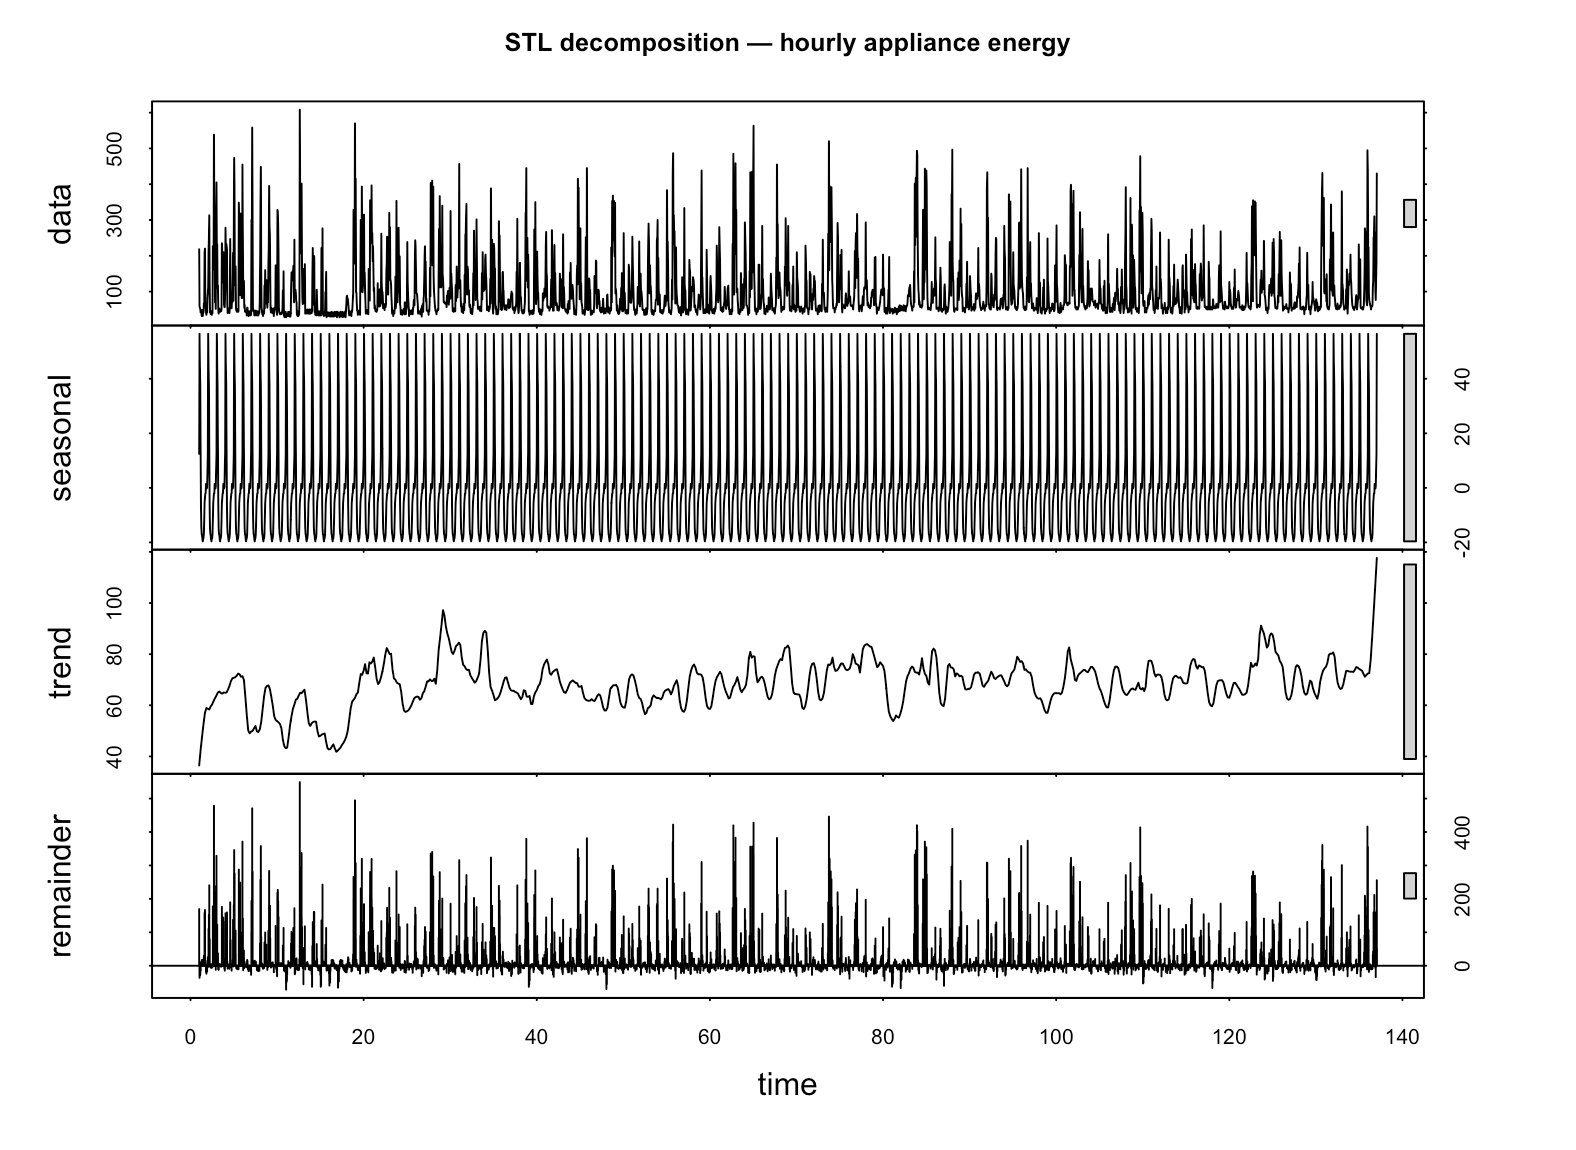 STL decomposition — hourly appliance energy
data
100 300 500
seasonal
-20 0 20 40
trend
40 60 80 100
remainder
0 200 400
0 20 40 60 80 100 120 140
time